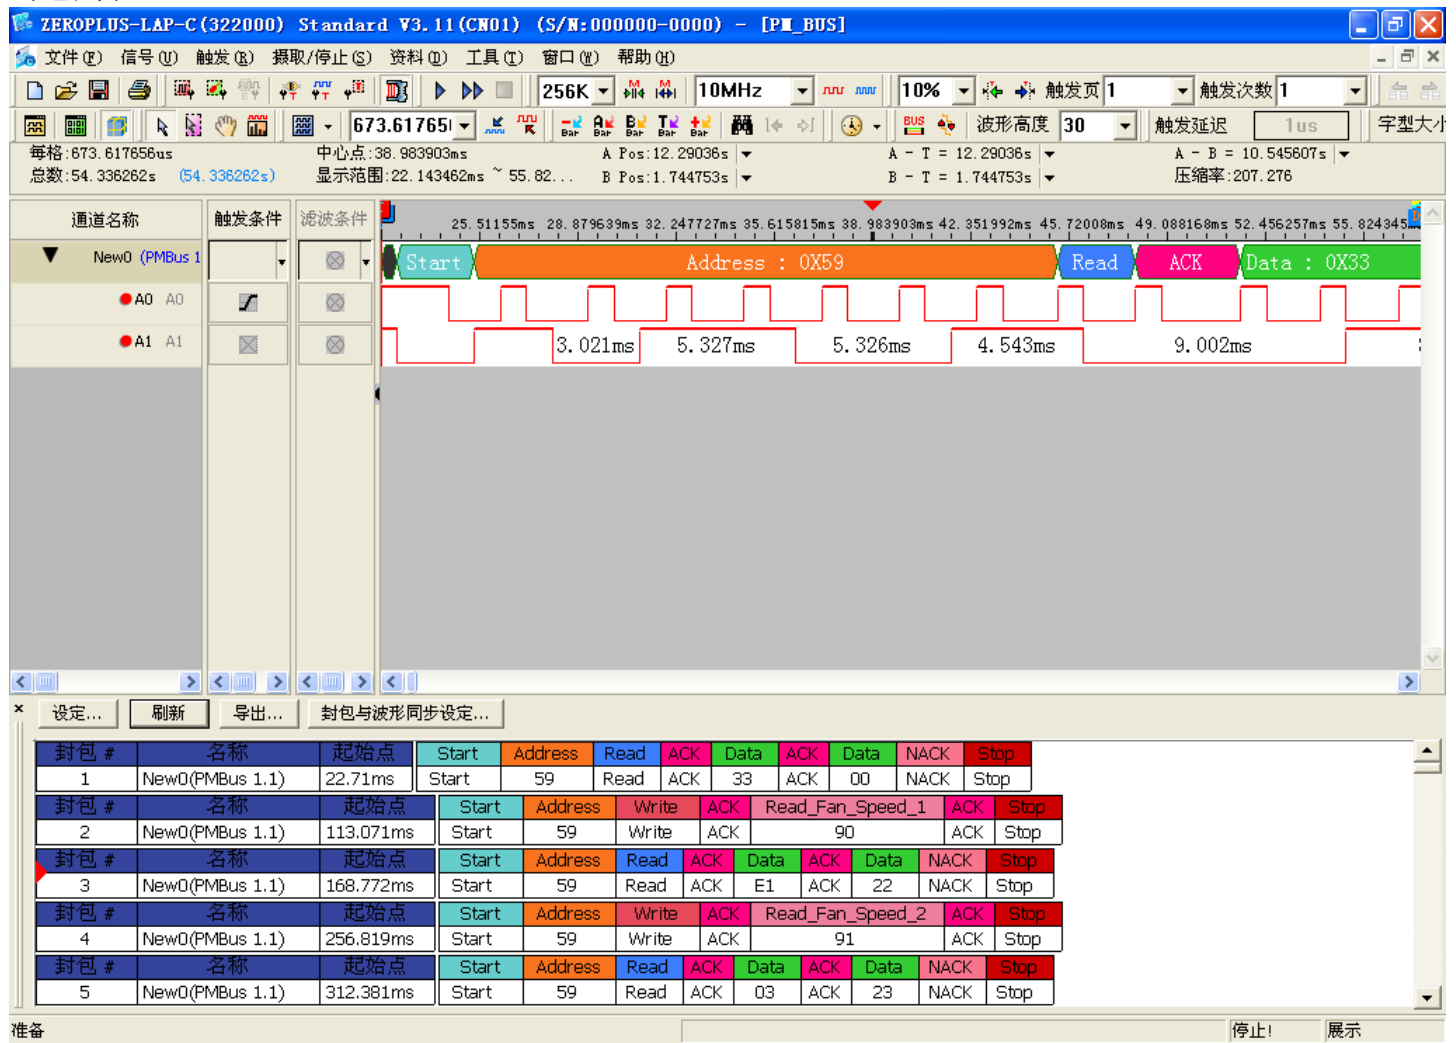 ZEROPLUS-LAP-C(322000) Standard V3.11(CN01) (S/N:000000-0000) - [PM_BUS]
文件(F) 信号(U) 触发(R) 摄取/停止(S) 资料(D) 工具(T) 窗口(W) 帮助(H)
256K 10MHz 10% 触发页 1 触发次数 1
673.6176 Bar Bar Bar Bar Bar BUS 波形高度 30 触发延迟 1us 字型大小
每格:673.617656us 中心点:38.983903ms A Pos:12.29036s A - T = 12.29036s A - B = 10.545607s
总数:54.336262s (54.336262s) 显示范围:22.143462ms ~ 55.82... B Pos:1.744753s B - T = 1.744753s 压缩率:207.276
通道名称 触发条件 滤波条件 25.51155ms 28.879639ms 32.247727ms 35.615815ms 38.983903ms 42.351992ms 45.72008ms 49.088168ms 52.456257ms 55.824345
New0 (PMBus 1 Start Address : 0X59 Read ACK Data : 0X33
A0 A0
A1 A1 3.021ms 5.327ms 5.326ms 4.543ms 9.002ms
设定... 刷新 导出... 封包与波形同步设定...
封包 # 名称 起始点 Start Address Read ACK Data ACK Data NACK Stop
1 New0(PMBus 1.1) 22.71ms Start 59 Read ACK 33 ACK 00 NACK Stop
封包 # 名称 起始点 Start Address Write ACK Read_Fan_Speed_1 ACK Stop
2 New0(PMBus 1.1) 113.071ms Start 59 Write ACK 90 ACK Stop
封包 # 名称 起始点 Start Address Read ACK Data ACK Data NACK Stop
3 New0(PMBus 1.1) 168.772ms Start 59 Read ACK E1 ACK 22 NACK Stop
封包 # 名称 起始点 Start Address Write ACK Read_Fan_Speed_2 ACK Stop
4 New0(PMBus 1.1) 256.819ms Start 59 Write ACK 91 ACK Stop
封包 # 名称 起始点 Start Address Read ACK Data ACK Data NACK Stop
5 New0(PMBus 1.1) 312.381ms Start 59 Read ACK 03 ACK 23 NACK Stop
准备 停止! 展示